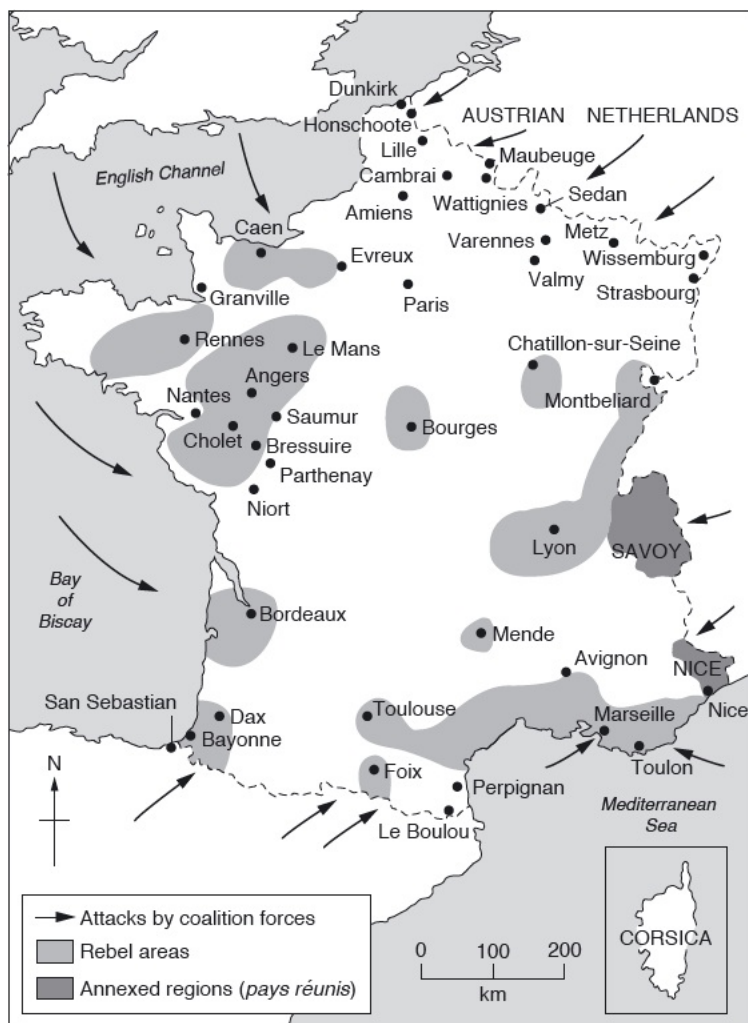 Dunkirk
Honschoote
AUSTRIAN NETHERLANDS
Lille
Maubeuge
English Channel
Cambrai
Wattignies
Sedan
Amiens
Caen
Varennes
Metz
Evreux
Wissemburg
Valmy
Granville
Paris
Strasbourg
Rennes
Le Mans
Chatillon-sur-Seine
Angers
Montbeliard
Nantes
Saumur
Cholet
Bourges
Bressuire
Parthenay
Niort
Lyon
SAVOY
Bay
of
Biscay
Bordeaux
Mende
Avignon
NICE
San Sebastian
Dax
Toulouse
Nice
Marseille
Bayonne
Toulon
N
Foix
Perpignan
Mediterranean
Sea
Le Boulou
Attacks by coalition forces
Rebel areas
Annexed regions (pays réunis)
0 100 200
km
CORSICA